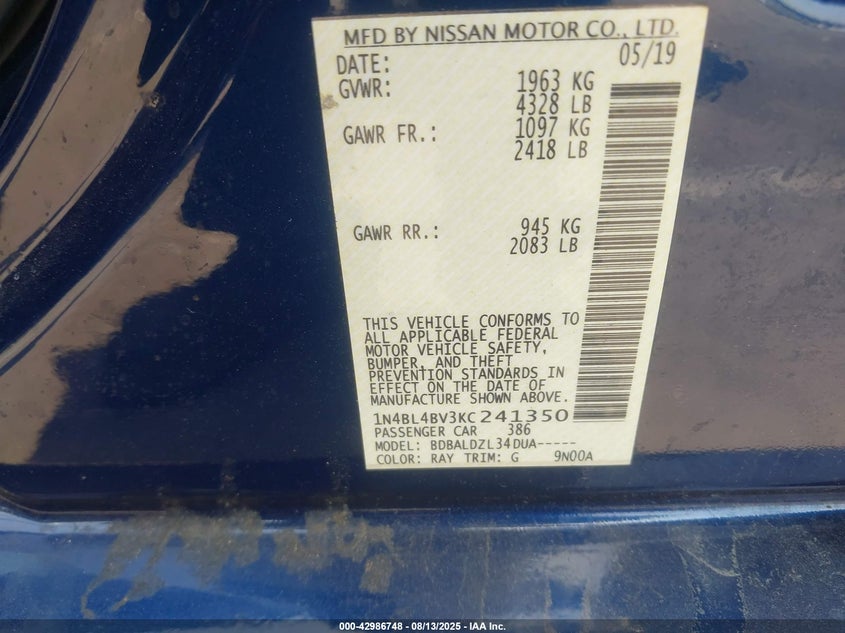 MFD BY NISSAN MOTOR CO., LTD.
DATE: 05/19
GVWR: 1963 KG
4328 LB
GAWR FR.: 1097 KG
2418 LB
GAWR RR.: 945 KG
2083 LB
THIS VEHICLE CONFORMS TO
ALL APPLICABLE FEDERAL
MOTOR VEHICLE SAFETY,
BUMPER, AND THEFT
PREVENTION STANDARDS IN
EFFECT ON THE DATE OF
MANUFACTURE SHOWN ABOVE.
1N4BL4BV3KC241350
PASSENGER CAR 386
MODEL: BDBALDZL34DUA-----
COLOR: RAY TRIM: G 9N00A
000-42986748 - 08/13/2025 - IAA Inc.